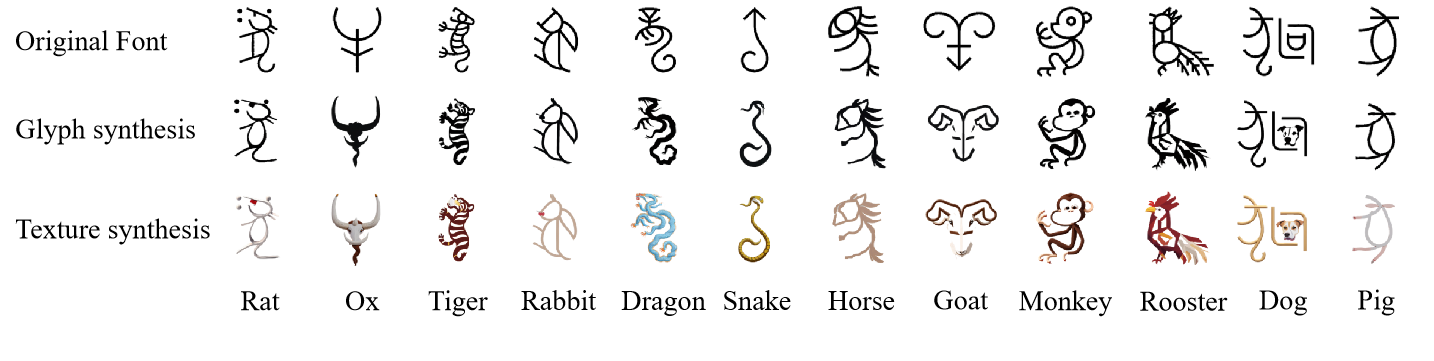 Original Font
Glyph synthesis
Texture synthesis
Rat Ox Tiger Rabbit Dragon Snake Horse Goat Monkey Rooster Dog Pig